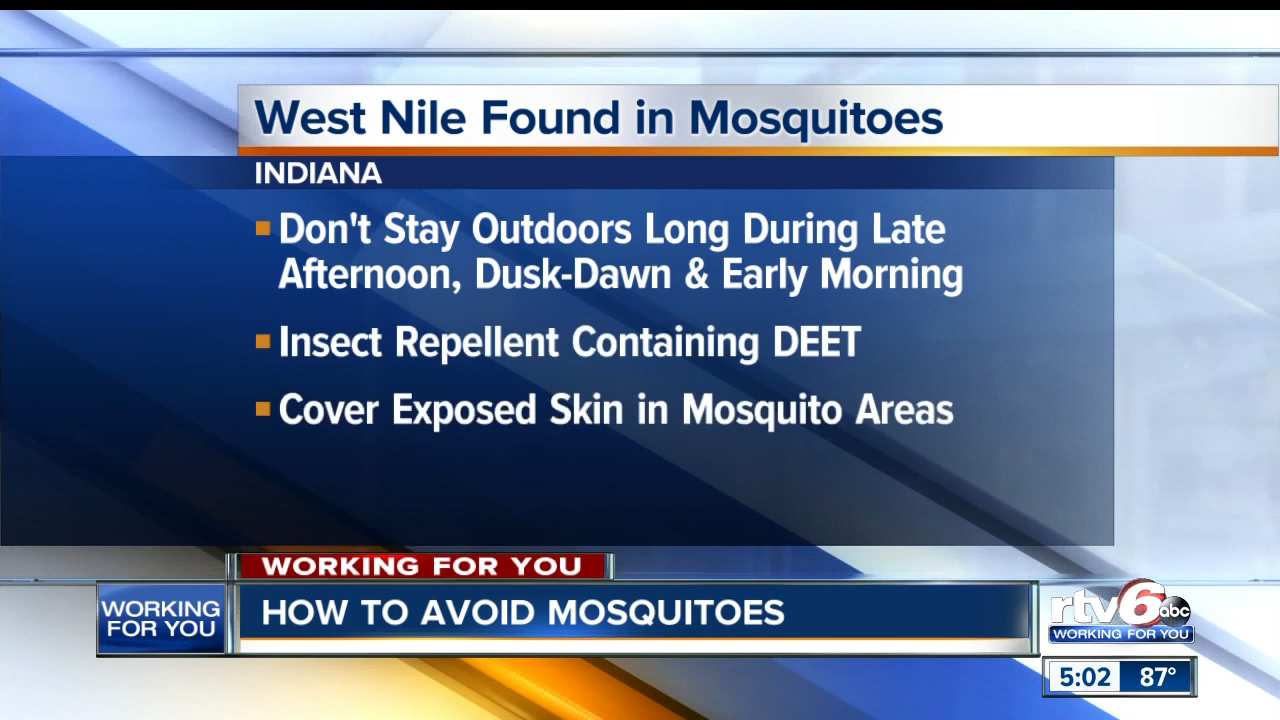 West Nile Found in Mosquitoes
INDIANA
Don't Stay Outdoors Long During Late
Afternoon, Dusk-Dawn & Early Morning
Insect Repellent Containing DEET
Cover Exposed Skin in Mosquito Areas
WORKING FOR YOU
WORKING
FOR YOU
HOW TO AVOID MOSQUITOES
rtv6 abc
WORKING FOR YOU
5:02 87°